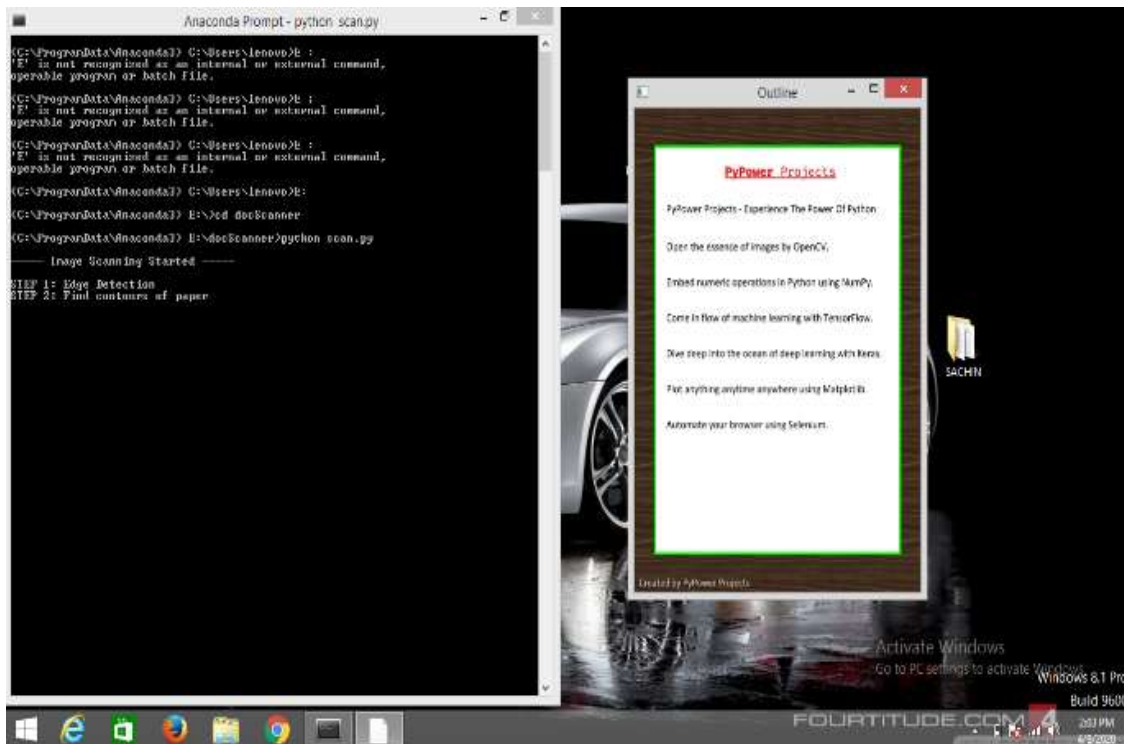 Anaconda Prompt - python scan.py
(C:\ProgramData\Anaconda3) C:\Users\lenovo>E :
'E' is not recognized as an internal or external command,
operable program or batch file.
(C:\ProgramData\Anaconda3) C:\Users\lenovo>E :
'E' is not recognized as an internal or external command,
operable program or batch file.
(C:\ProgramData\Anaconda3) C:\Users\lenovo>E :
'E' is not recognized as an internal or external command,
operable program or batch file.
(C:\ProgramData\Anaconda3) C:\Users\lenovo>E:
(C:\ProgramData\Anaconda3) E:\>cd docScanner
(C:\ProgramData\Anaconda3) E:\docScanner>python scan.py
----- Image Scanning Started -----
STEP 1: Edge Detection
STEP 2: Find contours of paper
Outline
PyPower Projects
PyPower Projects - Experience The Power Of Python
Open the essence of images by OpenCV.
Embed numeric operations in Python using NumPy.
Come in flow of machine learning with TensorFlow.
Dive deep into the ocean of deep learning with Keras.
Plot anything anytime anywhere using Matplotlib.
Automate your browser using Selenium.
Created by PyPower Projects
SACHIN
Activate Windows
Go to PC settings to activate Windows.
Windows 8.1 Pro
Build 9600
FOURTITUDE.COM 4
2:03 PM